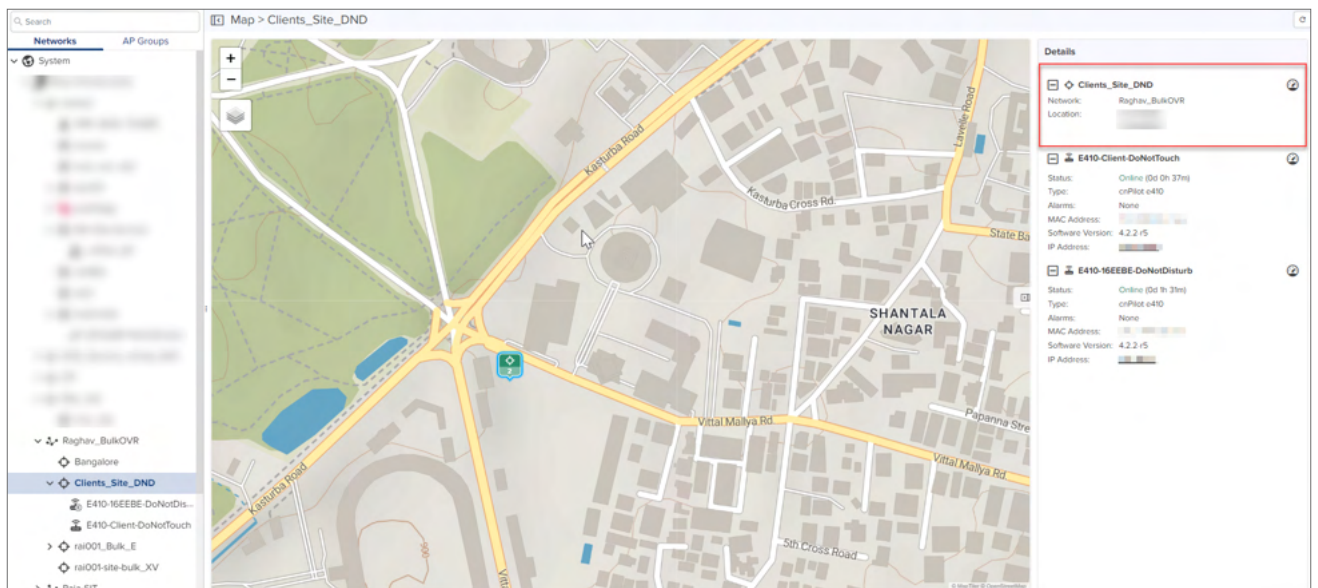 Search
Map > Clients_Site_DND
Networks AP Groups
System
Raghav_BulkOVR
Bangalore
Clients_Site_DND
E410-16EEBE-DoNotDis...
E410-Client-DoNotTouch
rai001_Bulk_E
rai001-site-bulk_XV
+
−
Kasturba Road
Lavelle Road
Kasturba Cross Rd.
State Ba
SHANTALA
NAGAR
2
Vittal Mallya Rd
Papanna Stre
Vittal Mallya Rd
Kasturba Road
900
5th Cross Road
Vitt
© MapTiler © OpenStreetMap
Details
Clients_Site_DND
Network: Raghav_BulkOVR
Location:
E410-Client-DoNotTouch
Status: Online (0d 0h 37m)
Type: cnPilot e410
Alarms: None
MAC Address:
Software Version: 4.2.2 r5
IP Address:
E410-16EEBE-DoNotDisturb
Status: Online (0d 1h 31m)
Type: cnPilot e410
Alarms: None
MAC Address:
Software Version: 4.2.2 r5
IP Address: